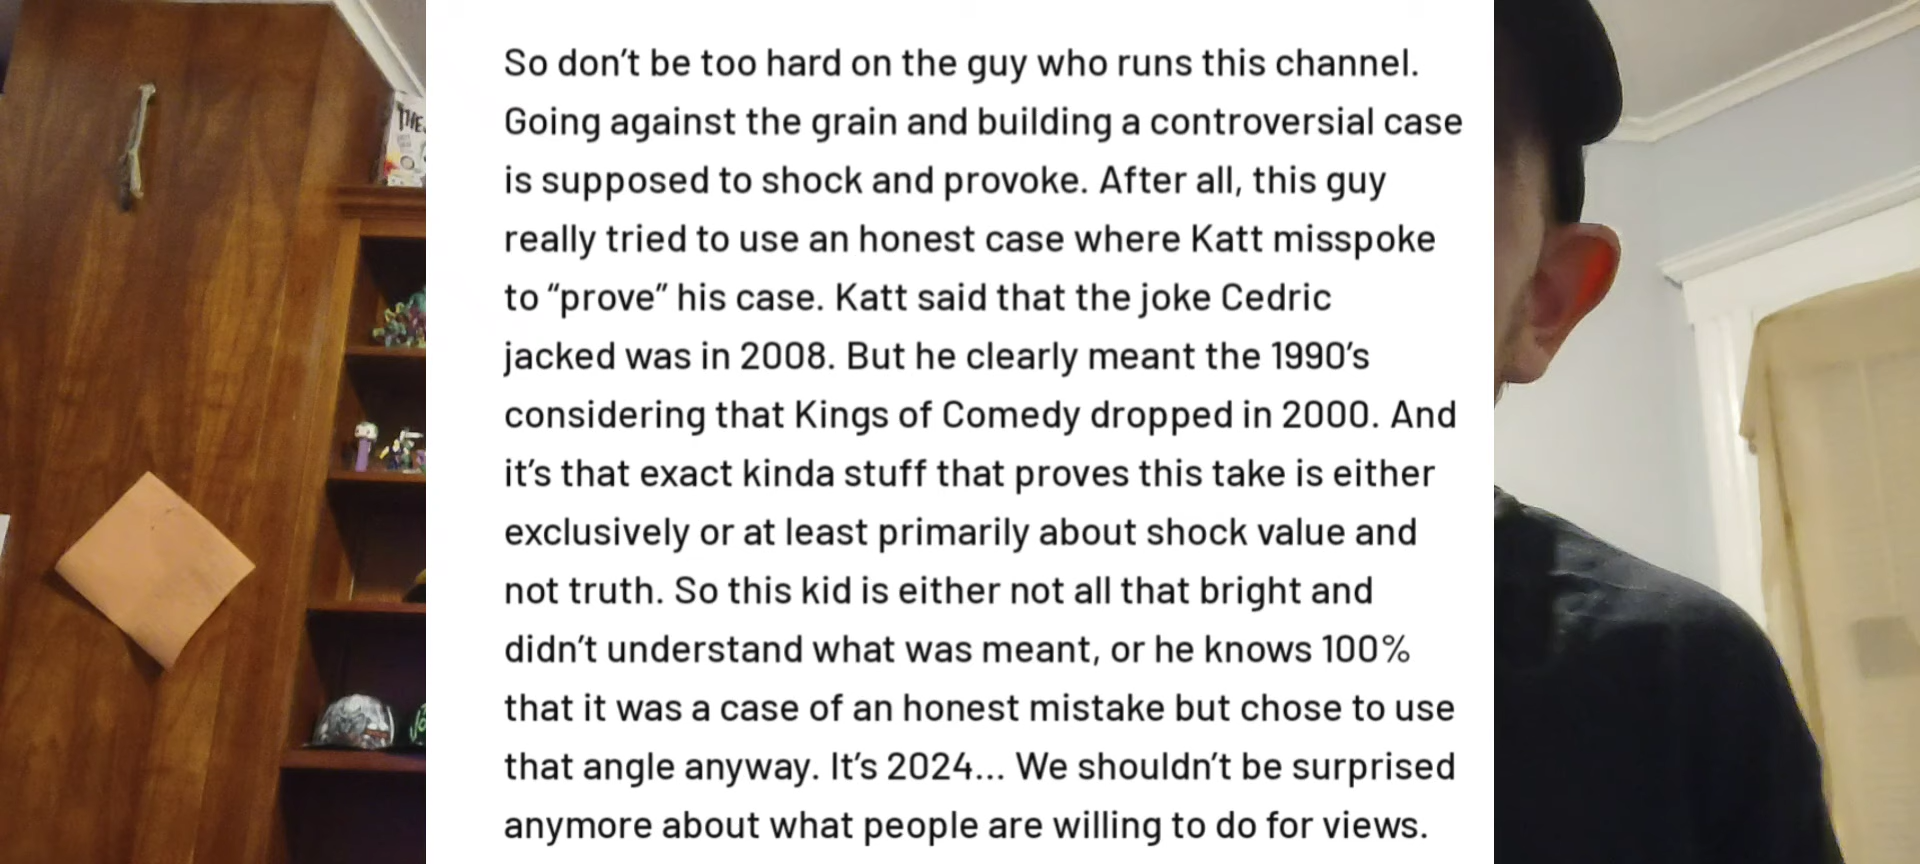 THE
So don't be too hard on the guy who runs this channel.
Going against the grain and building a controversial case
is supposed to shock and provoke. After all, this guy
really tried to use an honest case where Katt misspoke
to “prove” his case. Katt said that the joke Cedric
jacked was in 2008. But he clearly meant the 1990's
considering that Kings of Comedy dropped in 2000. And
it's that exact kinda stuff that proves this take is either
exclusively or at least primarily about shock value and
not truth. So this kid is either not all that bright and
didn't understand what was meant, or he knows 100%
that it was a case of an honest mistake but chose to use
that angle anyway. It's 2024... We shouldn't be surprised
anymore about what people are willing to do for views.